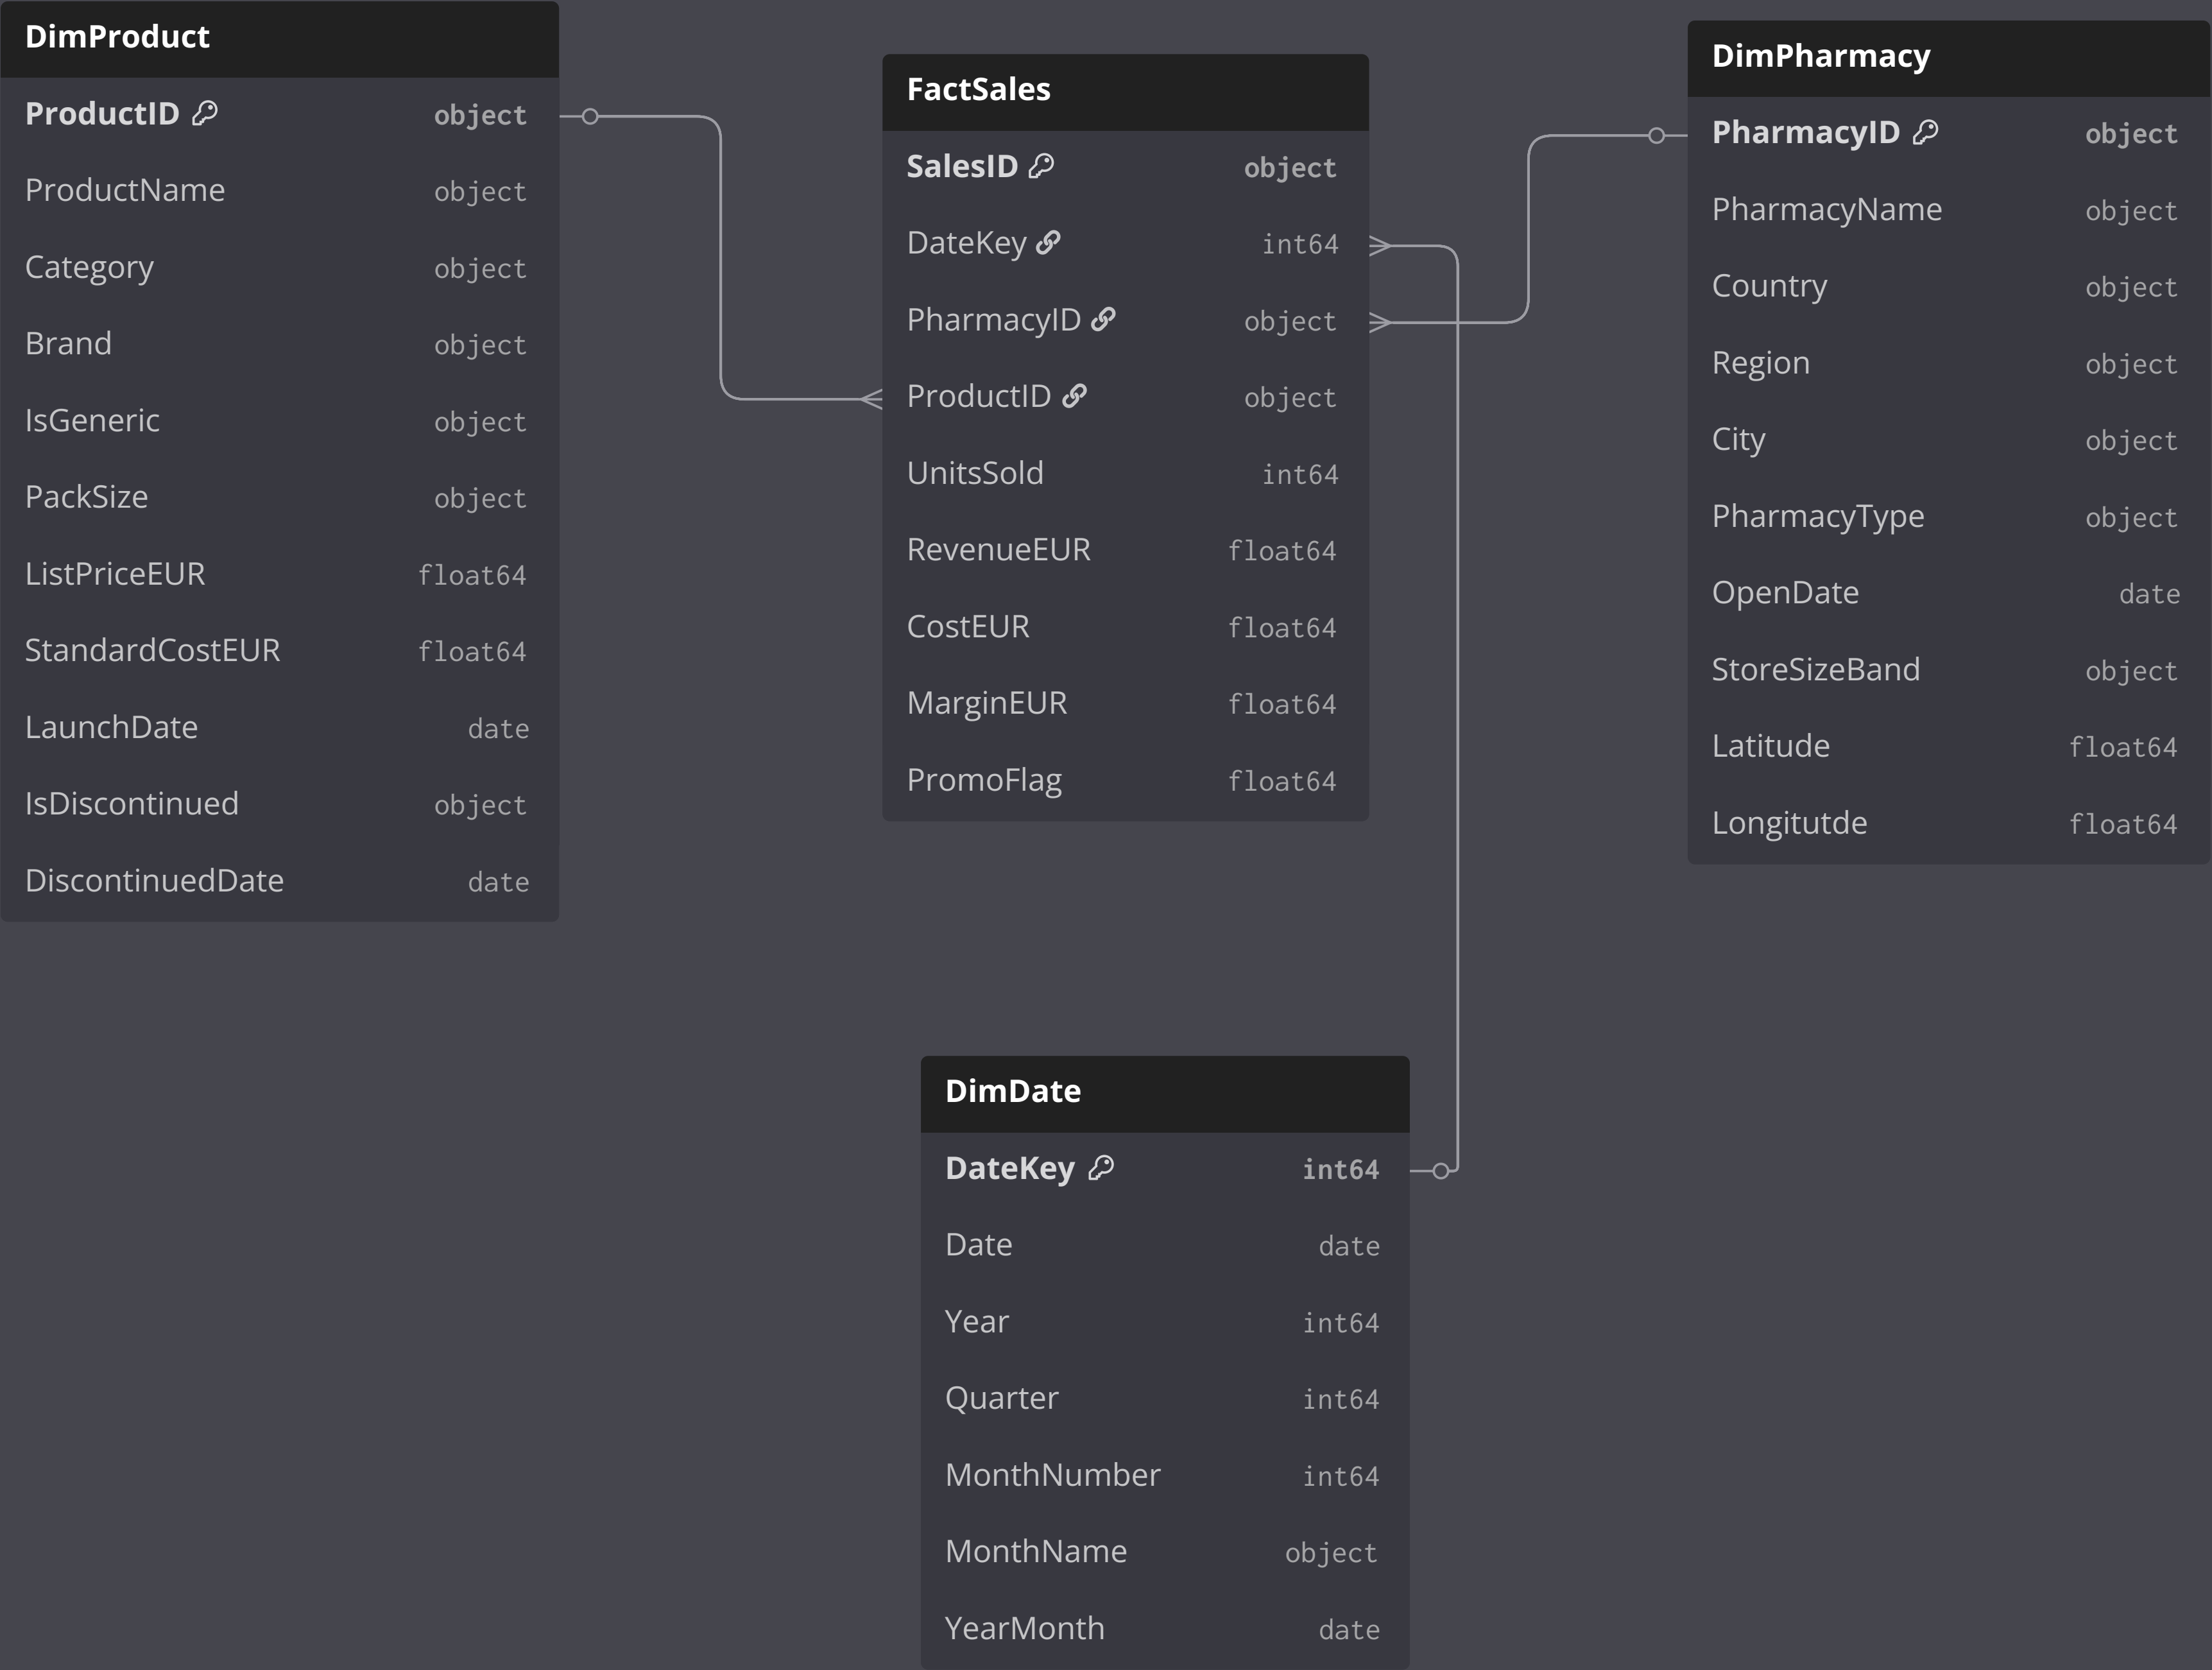 DimProduct
ProductID object
ProductName object
Category object
Brand object
IsGeneric object
PackSize object
ListPriceEUR float64
StandardCostEUR float64
LaunchDate date
IsDiscontinued object
DiscontinuedDate date
FactSales
SalesID object
DateKey int64
PharmacyID object
ProductID object
UnitsSold int64
RevenueEUR float64
CostEUR float64
MarginEUR float64
PromoFlag float64
DimPharmacy
PharmacyID object
PharmacyName object
Country object
Region object
City object
PharmacyType object
OpenDate date
StoreSizeBand object
Latitude float64
Longitutde float64
DimDate
DateKey int64
Date date
Year int64
Quarter int64
MonthNumber int64
MonthName object
YearMonth date